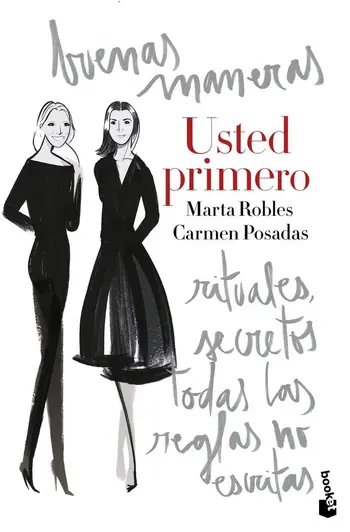 buenas
maneras
Usted
primero
Marta Robles
Carmen Posadas
rituales,
secretos
todas las
reglas no
escritas
booket